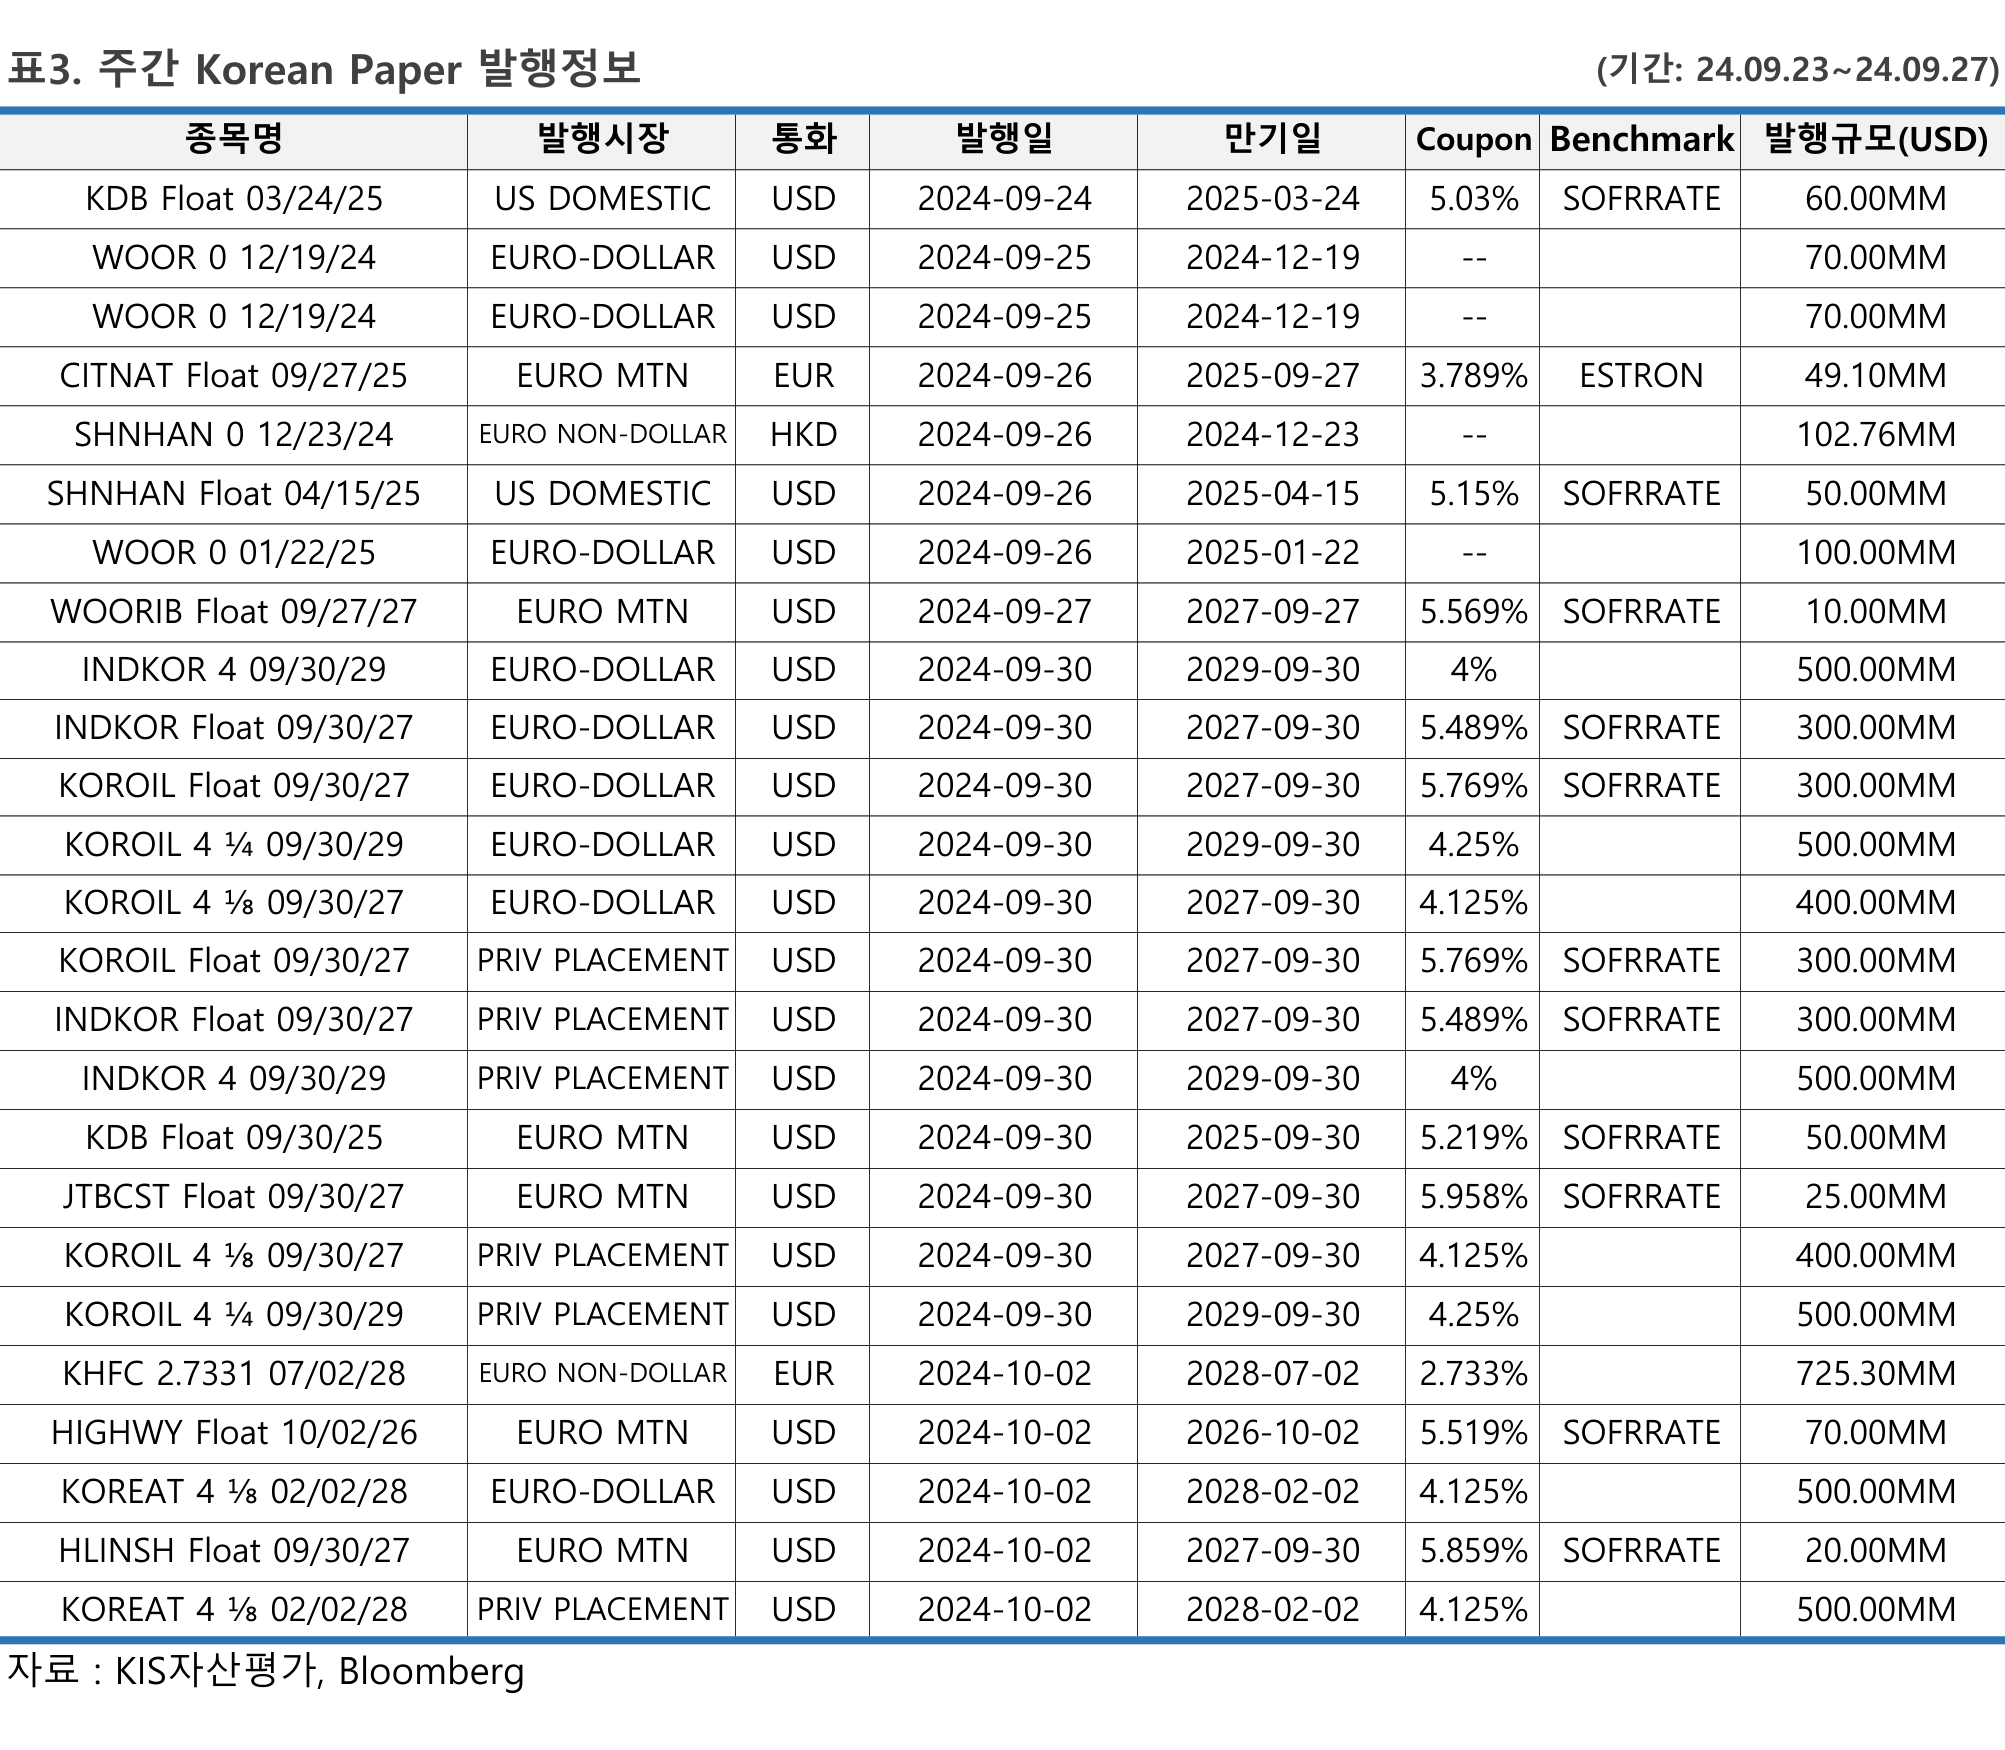 표3. 주간 Korean Paper 발행정보 (기간: 24.09.23~24.09.27)
종목명 발행시장 통화 발행일 만기일 Coupon Benchmark 발행규모(USD)
KDB Float 03/24/25 US DOMESTIC USD 2024-09-24 2025-03-24 5.03% SOFRRATE 60.00MM
WOOR 0 12/19/24 EURO-DOLLAR USD 2024-09-25 2024-12-19 -- 70.00MM
WOOR 0 12/19/24 EURO-DOLLAR USD 2024-09-25 2024-12-19 -- 70.00MM
CITNAT Float 09/27/25 EURO MTN EUR 2024-09-26 2025-09-27 3.789% ESTRON 49.10MM
SHNHAN 0 12/23/24 EURO NON-DOLLAR HKD 2024-09-26 2024-12-23 -- 102.76MM
SHNHAN Float 04/15/25 US DOMESTIC USD 2024-09-26 2025-04-15 5.15% SOFRRATE 50.00MM
WOOR 0 01/22/25 EURO-DOLLAR USD 2024-09-26 2025-01-22 -- 100.00MM
WOORIB Float 09/27/27 EURO MTN USD 2024-09-27 2027-09-27 5.569% SOFRRATE 10.00MM
INDKOR 4 09/30/29 EURO-DOLLAR USD 2024-09-30 2029-09-30 4% 500.00MM
INDKOR Float 09/30/27 EURO-DOLLAR USD 2024-09-30 2027-09-30 5.489% SOFRRATE 300.00MM
KOROIL Float 09/30/27 EURO-DOLLAR USD 2024-09-30 2027-09-30 5.769% SOFRRATE 300.00MM
KOROIL 4 ¼ 09/30/29 EURO-DOLLAR USD 2024-09-30 2029-09-30 4.25% 500.00MM
KOROIL 4 ⅛ 09/30/27 EURO-DOLLAR USD 2024-09-30 2027-09-30 4.125% 400.00MM
KOROIL Float 09/30/27 PRIV PLACEMENT USD 2024-09-30 2027-09-30 5.769% SOFRRATE 300.00MM
INDKOR Float 09/30/27 PRIV PLACEMENT USD 2024-09-30 2027-09-30 5.489% SOFRRATE 300.00MM
INDKOR 4 09/30/29 PRIV PLACEMENT USD 2024-09-30 2029-09-30 4% 500.00MM
KDB Float 09/30/25 EURO MTN USD 2024-09-30 2025-09-30 5.219% SOFRRATE 50.00MM
JTBCST Float 09/30/27 EURO MTN USD 2024-09-30 2027-09-30 5.958% SOFRRATE 25.00MM
KOROIL 4 ⅛ 09/30/27 PRIV PLACEMENT USD 2024-09-30 2027-09-30 4.125% 400.00MM
KOROIL 4 ¼ 09/30/29 PRIV PLACEMENT USD 2024-09-30 2029-09-30 4.25% 500.00MM
KHFC 2.7331 07/02/28 EURO NON-DOLLAR EUR 2024-10-02 2028-07-02 2.733% 725.30MM
HIGHWY Float 10/02/26 EURO MTN USD 2024-10-02 2026-10-02 5.519% SOFRRATE 70.00MM
KOREAT 4 ⅛ 02/02/28 EURO-DOLLAR USD 2024-10-02 2028-02-02 4.125% 500.00MM
HLINSH Float 09/30/27 EURO MTN USD 2024-10-02 2027-09-30 5.859% SOFRRATE 20.00MM
KOREAT 4 ⅛ 02/02/28 PRIV PLACEMENT USD 2024-10-02 2028-02-02 4.125% 500.00MM
자료 : KIS자산평가, Bloomberg